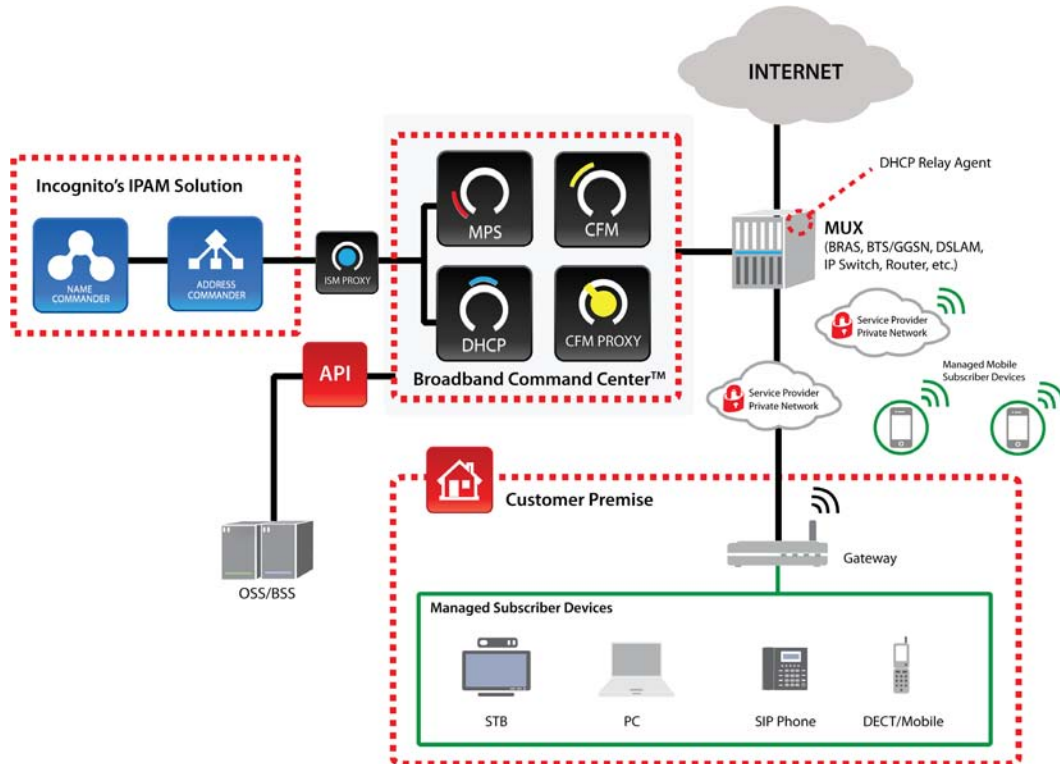 INTERNET
DHCP Relay Agent
MUX
(BRAS, BTS/GGSN, DSLAM,
IP Switch, Router, etc.)
Incognito's IPAM Solution
NAME
COMMANDER
ADDRESS
COMMANDER
ISM PROXY
MPS
CFM
DHCP
CFM PROXY
Broadband Command Center™
API
OSS/BSS
Service Provider
Private Network
Service Provider
Private Network
Managed Mobile
Subscriber Devices
Customer Premise
Gateway
Managed Subscriber Devices
STB
PC
SIP Phone
DECT/Mobile